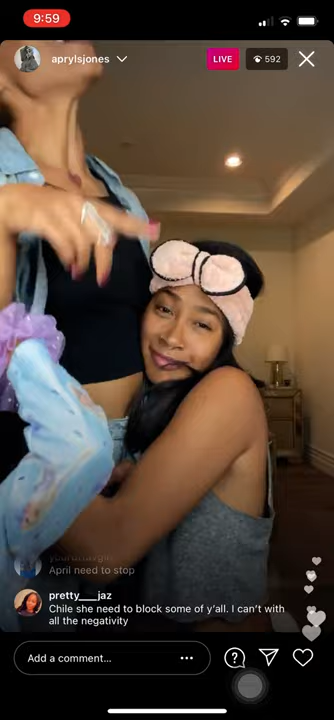 9:59
aprylsjones
LIVE
592
April need to stop
pretty___jaz
Chile she need to block some of y'all. I can't with
all the negativity
Add a comment...